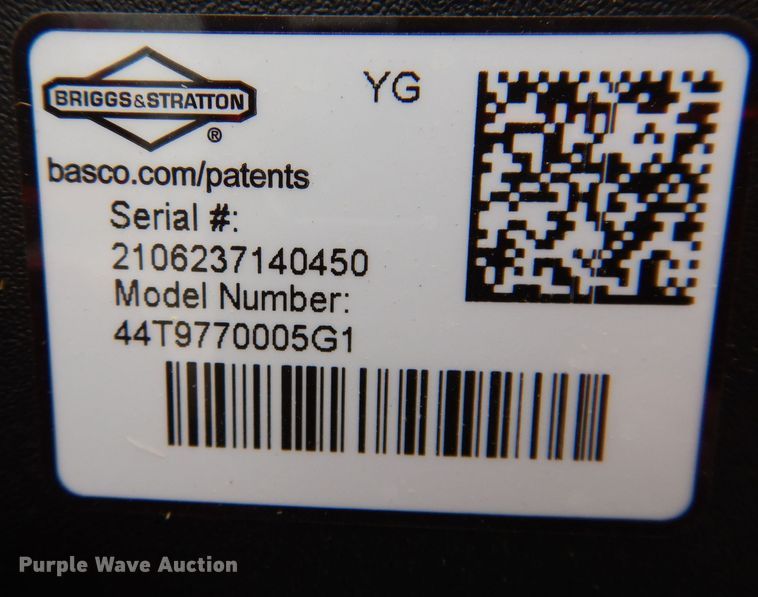 YG
BRIGGS&STRATTON
®
basco.com/patents
Serial #:
2106237140450
Model Number:
44T9770005G1
Purple Wave Auction